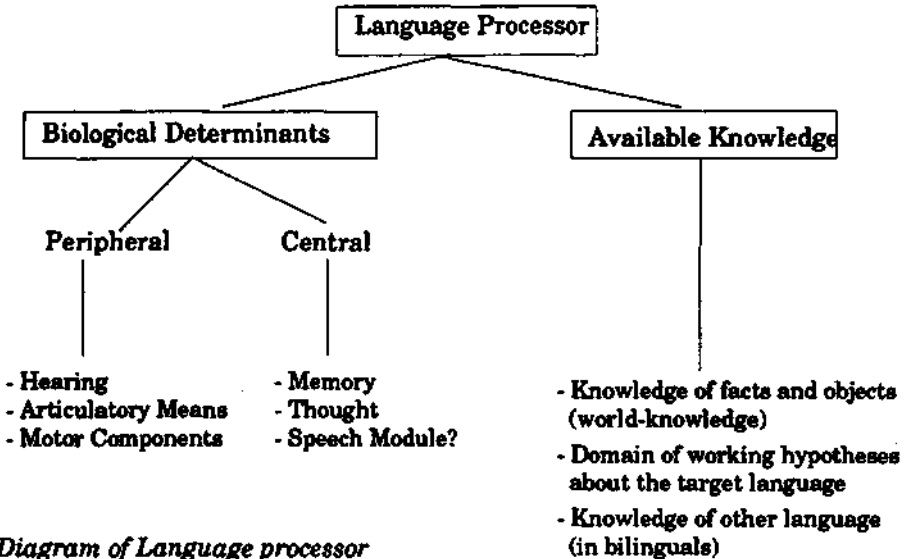 Language Processor
Biological Determinants
Available Knowledge
Peripheral
Central
- Hearing
- Articulatory Means
- Motor Components
- Memory
- Thought
- Speech Module?
- Knowledge of facts and objects
(world-knowledge)
- Domain of working hypotheses
about the target language
- Knowledge of other language
(in bilinguals)
Diagram of Language processor